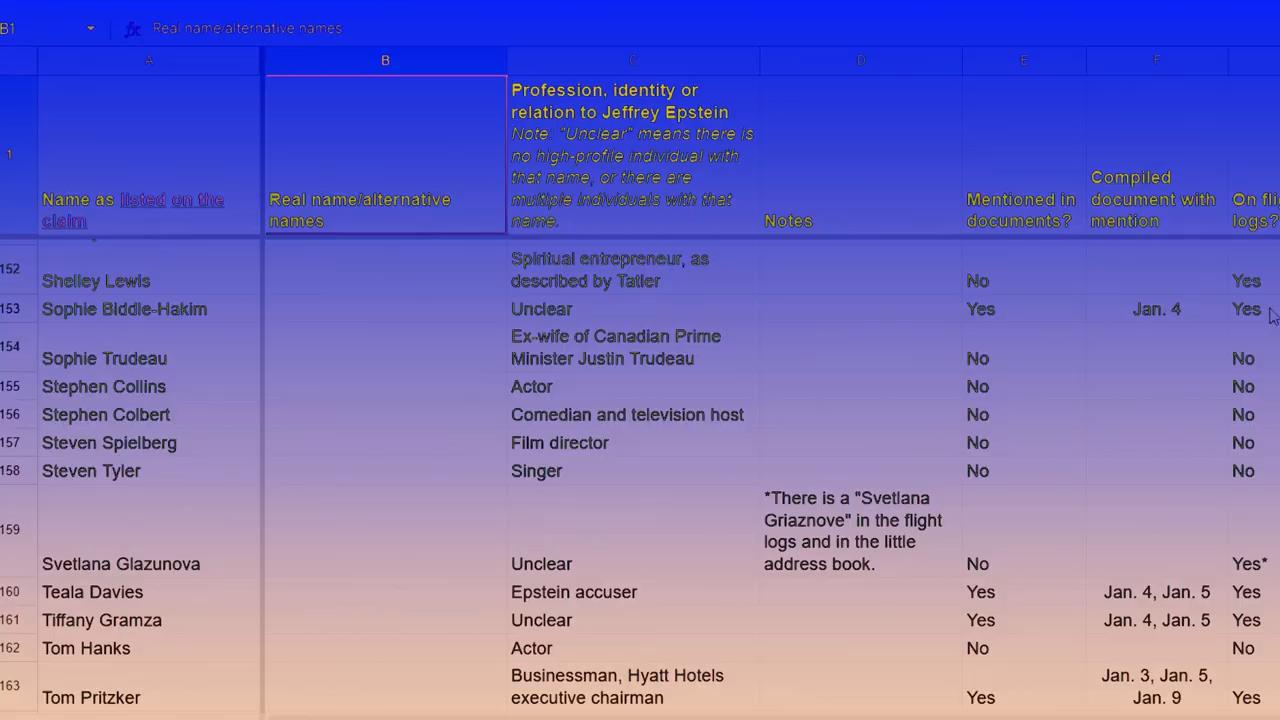 B1 fx Real name/alternative names
A B C D E F
1 Name as listed on the claim Real name/alternative names Profession, identity or relation to Jeffrey Epstein Note: "Unclear" means there is no high-profile individual with that name, or there are multiple individuals with that name. Notes Mentioned in documents? Compiled document with mention On logs?
152 Shelley Lewis Spiritual entrepreneur, as described by Tatler No Yes
153 Sophie Biddle-Hakim Unclear Yes Jan. 4 Yes
154 Sophie Trudeau Ex-wife of Canadian Prime Minister Justin Trudeau No No
155 Stephen Collins Actor No No
156 Stephen Colbert Comedian and television host No No
157 Steven Spielberg Film director No No
158 Steven Tyler Singer No No
159 Svetlana Glazunova Unclear *There is a "Svetlana Griaznove" in the flight logs and in the little address book. No Yes*
160 Teala Davies Epstein accuser Yes Jan. 4, Jan. 5 Yes
161 Tiffany Gramza Unclear Yes Jan. 4, Jan. 5 Yes
162 Tom Hanks Actor No No
163 Tom Pritzker Businessman, Hyatt Hotels executive chairman Yes Jan. 3, Jan. 5, Jan. 9 Yes